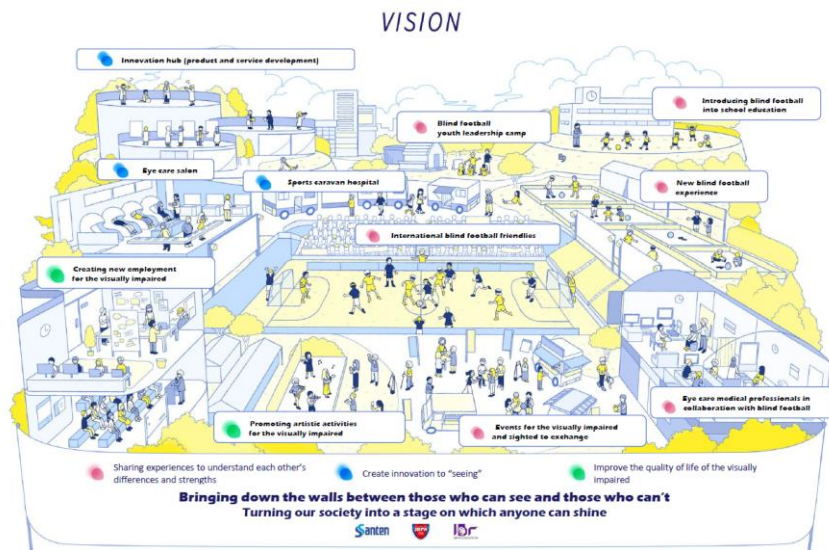 VISION
Innovation hub (product and service development)
Blind football
youth leadership camp
Introducing blind football
into school education
Eye care salon
Sports caravan hospital
New blind football
experience
International blind football friendlies
Creating new employment
for the visually impaired
Promoting artistic activities
for the visually impaired
Events for the visually impaired
and sighted to exchange
Eye care medical professionals in
collaboration with blind football
Sharing experiences to understand each other's
differences and strengths
Create innovation to "seeing"
Improve the quality of life of the visually
impaired
Bringing down the walls between those who can see and those who can't
Turning our society into a stage on which anyone can shine
Santen